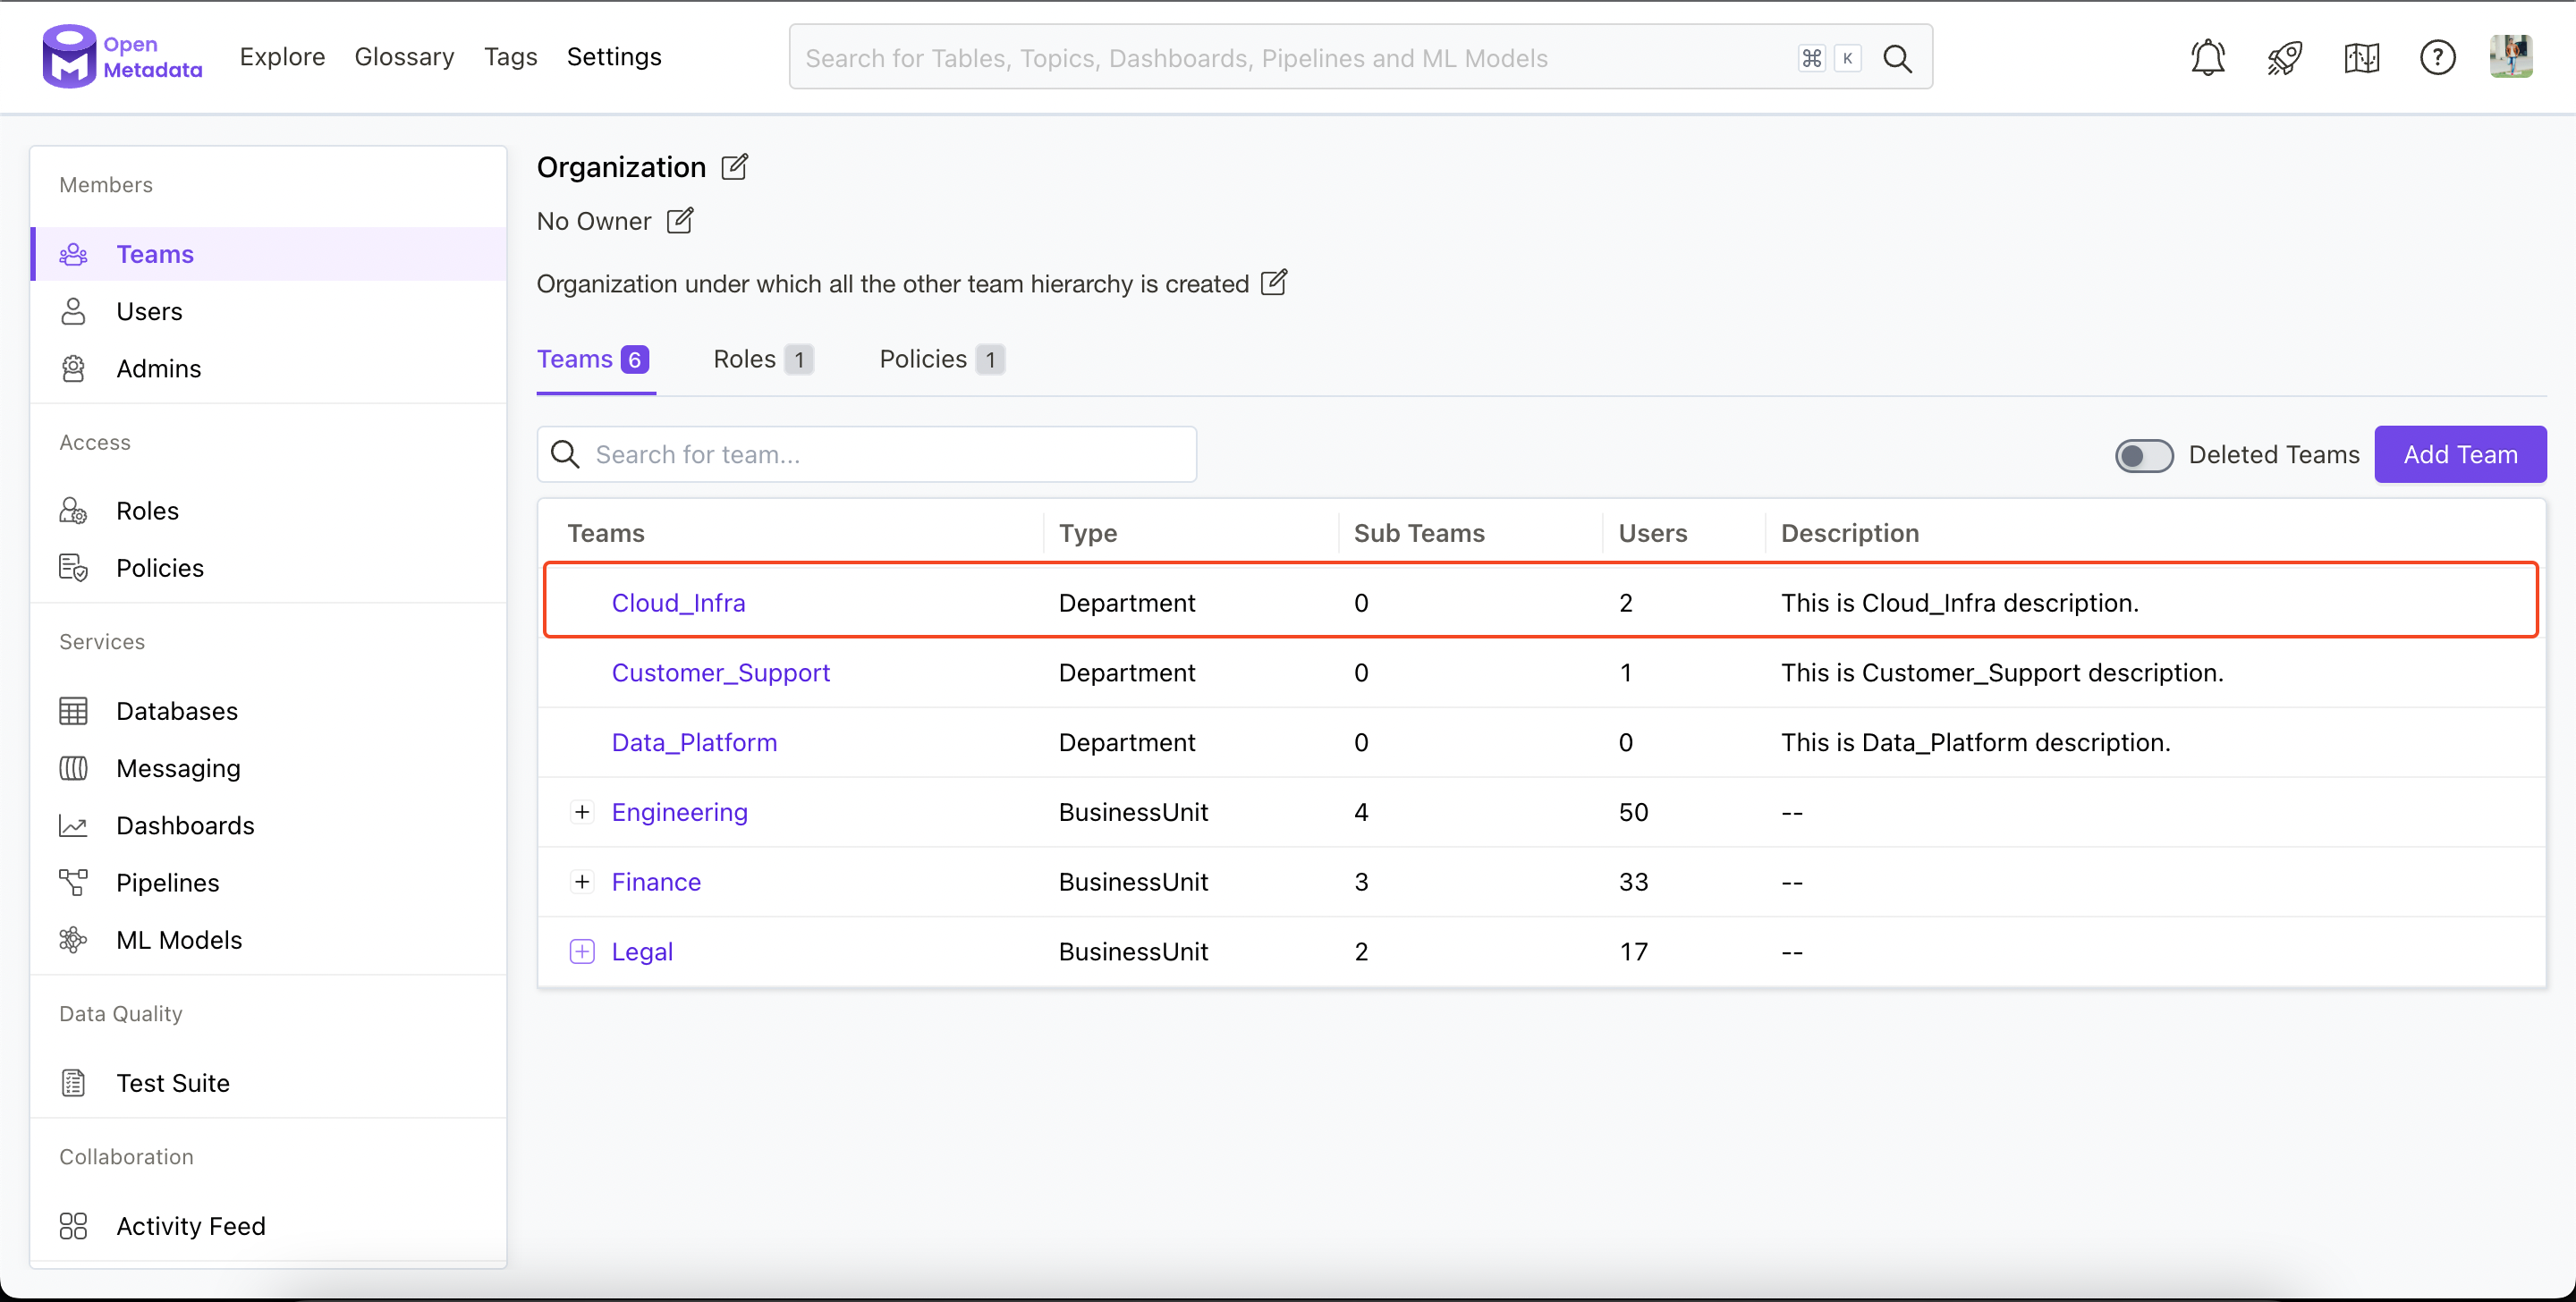 Open
Metadata
Explore Glossary Tags Settings
Search for Tables, Topics, Dashboards, Pipelines and ML Models ⌘ K
Members
Teams
Users
Admins
Access
Roles
Policies
Services
Databases
Messaging
Dashboards
Pipelines
ML Models
Data Quality
Test Suite
Collaboration
Activity Feed
Organization
No Owner
Organization under which all the other team hierarchy is created
Teams 6 Roles 1 Policies 1
Search for team... Deleted Teams Add Team
Teams Type Sub Teams Users Description
Cloud_Infra Department 0 2 This is Cloud_Infra description.
Customer_Support Department 0 1 This is Customer_Support description.
Data_Platform Department 0 0 This is Data_Platform description.
+ Engineering BusinessUnit 4 50 --
+ Finance BusinessUnit 3 33 --
+ Legal BusinessUnit 2 17 --